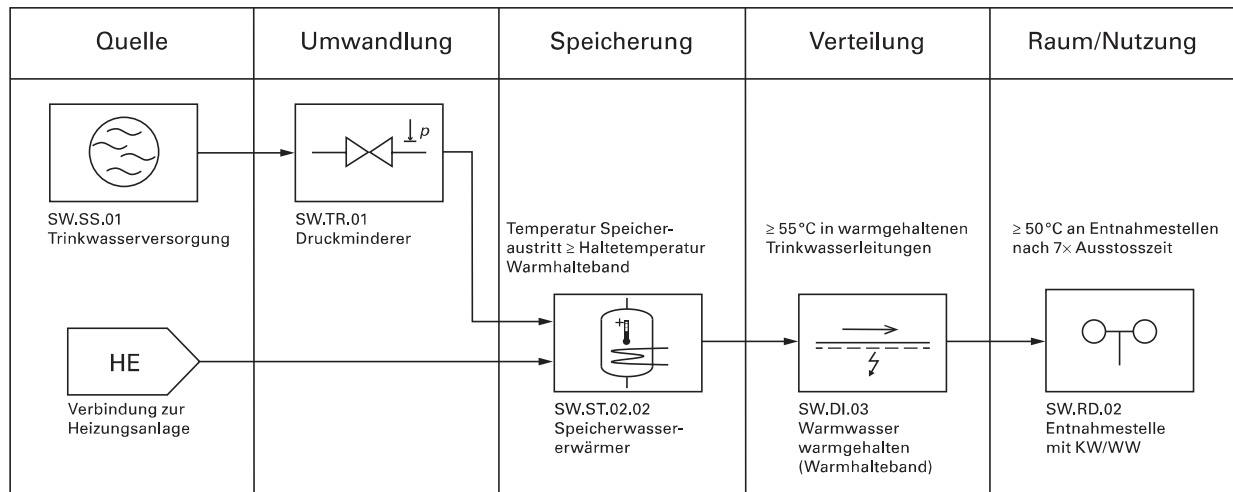 Quelle
Umwandlung
Speicherung
Verteilung
Raum/Nutzung
p
SW.SS.01
Trinkwasserversorgung
SW.TR.01
Druckminderer
Temperatur Speicher-
austritt ≥ Haltetemperatur
Warmhalteband
≥ 55°C in warmgehaltenen
Trinkwasserleitungen
≥ 50°C an Entnahmestellen
nach 7× Ausstosszeit
HE
Verbindung zur
Heizungsanlage
+
SW.ST.02.02
Speicherwasser-
erwärmer
SW.DI.03
Warmwasser
warmgehalten
(Warmhalteband)
SW.RD.02
Entnahmestelle
mit KW/WW